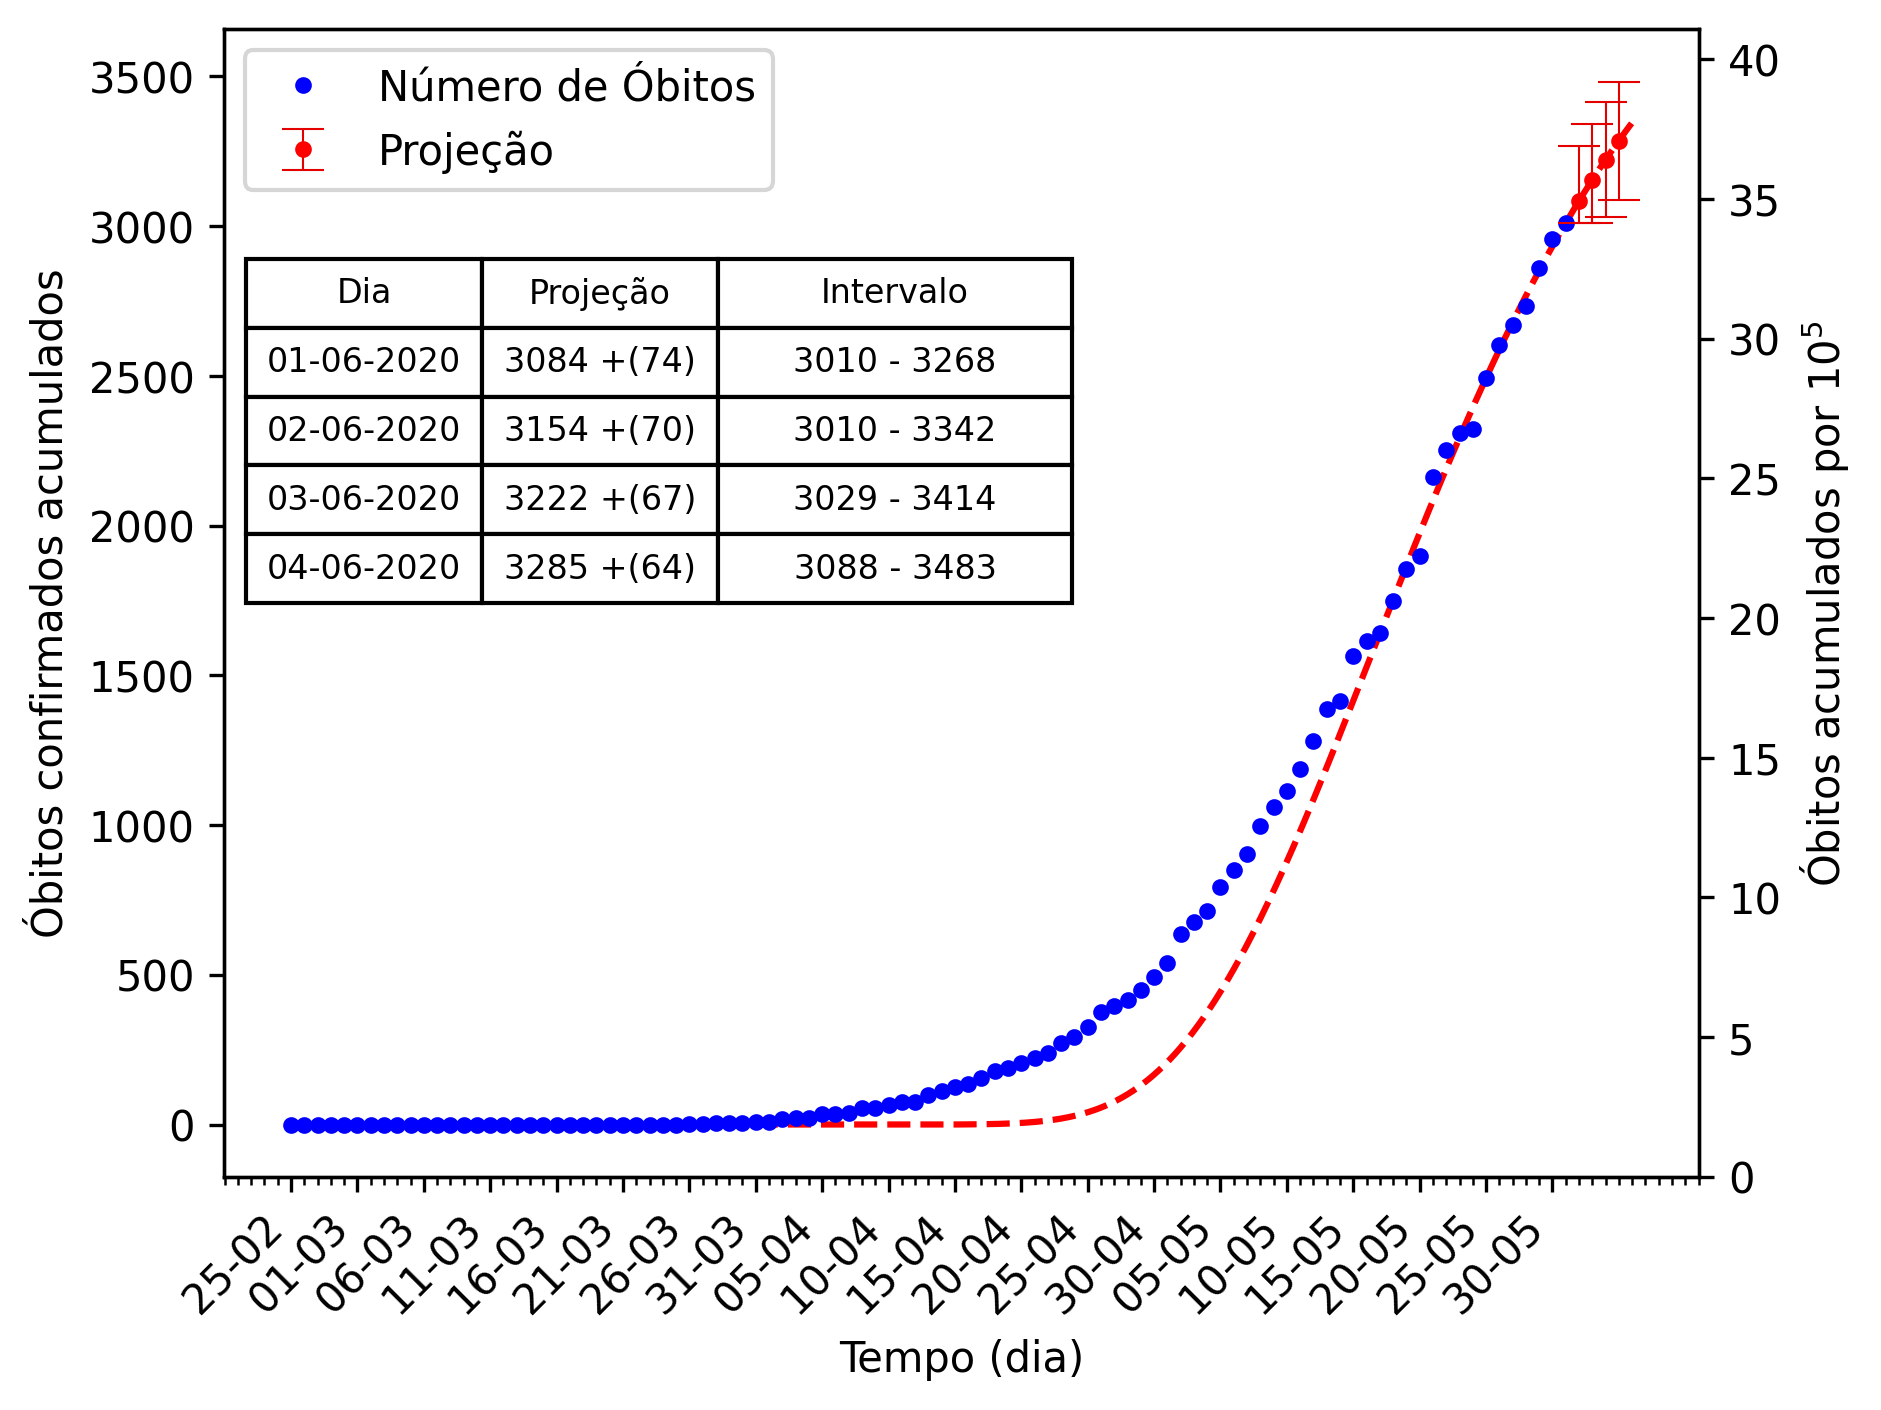 Número de Óbitos
Projeção
Dia Projeção Intervalo
01-06-2020 3084 +(74) 3010 - 3268
02-06-2020 3154 +(70) 3010 - 3342
03-06-2020 3222 +(67) 3029 - 3414
04-06-2020 3285 +(64) 3088 - 3483
Óbitos confirmados acumulados
3500
3000
2500
2000
1500
1000
500
0
40
35
30
25
20
15
10
5
0
Óbitos acumulados por 10⁵
25-02 01-03 06-03 11-03 16-03 21-03 26-03 31-03 05-04 10-04 15-04 20-04 25-04 30-04 05-05 10-05 15-05 20-05 25-05 30-05
Tempo (dia)